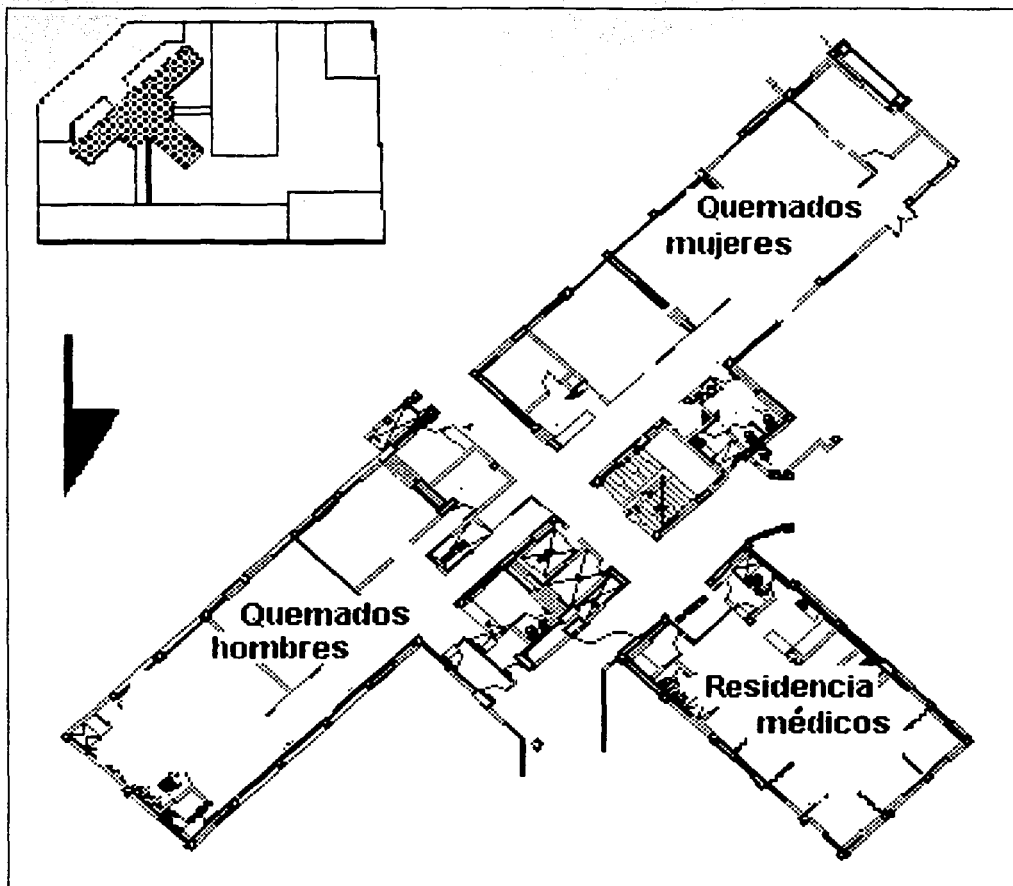 Quemados
mujeres
Quemados
hombres
Residencia
médicos